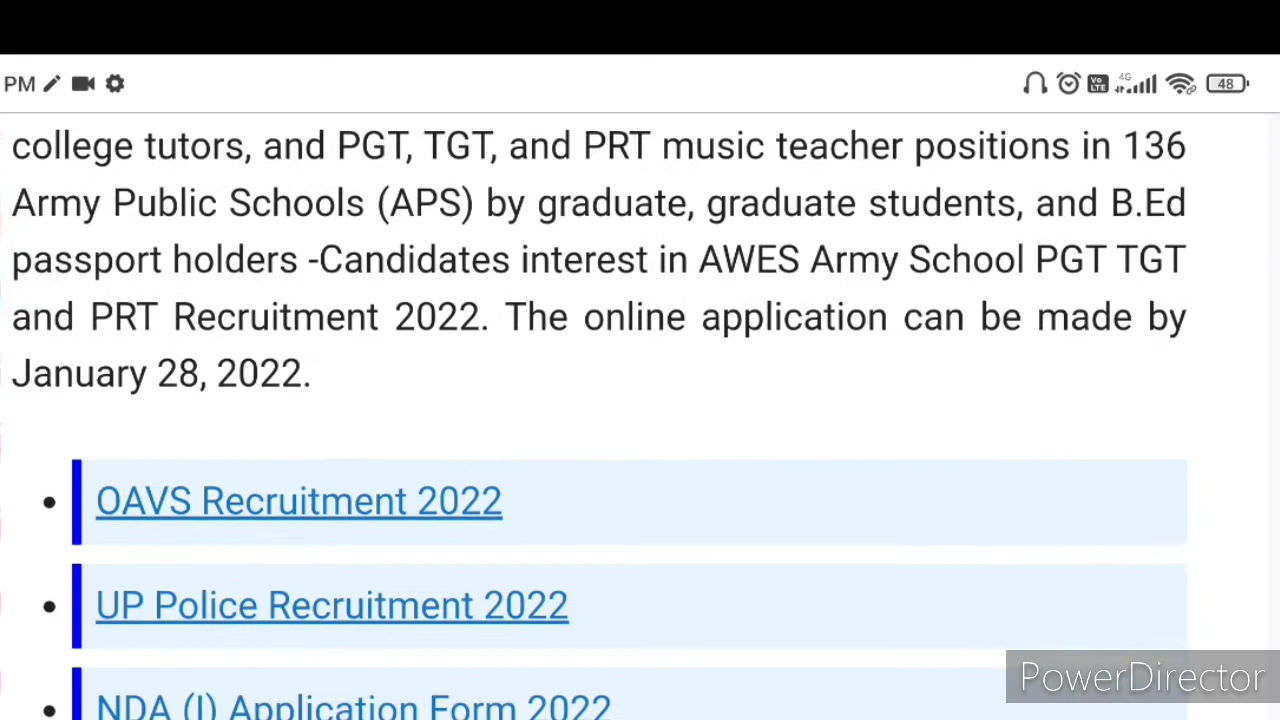 PM
4G
Vo
LTE
48
college tutors, and PGT, TGT, and PRT music teacher positions in 136
Army Public Schools (APS) by graduate, graduate students, and B.Ed
passport holders -Candidates interest in AWES Army School PGT TGT
and PRT Recruitment 2022. The online application can be made by
January 28, 2022.
• OAVS Recruitment 2022
• UP Police Recruitment 2022
• NDA (I) Application Form 2022
PowerDirector